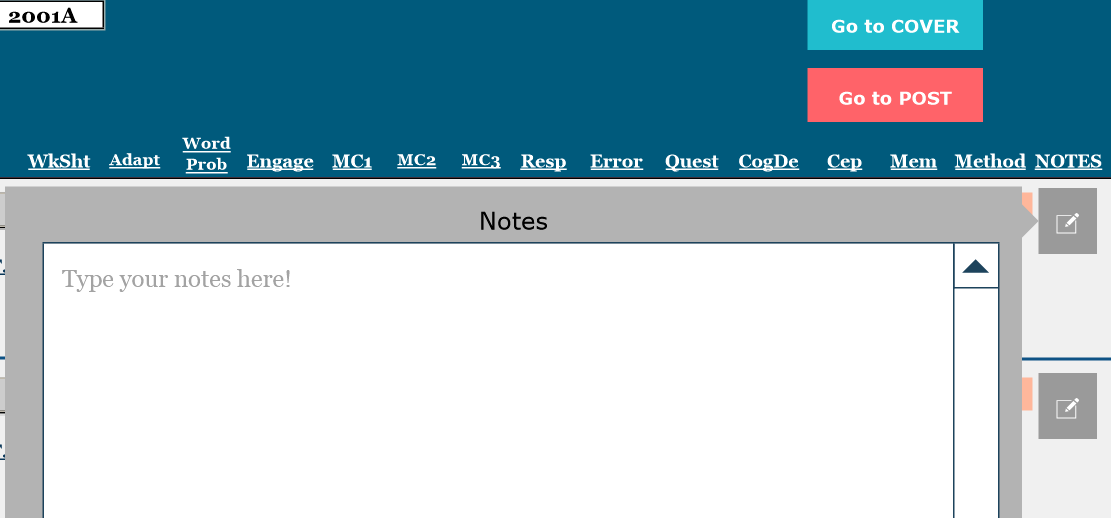 2001A
Go to COVER
Go to POST
WkSht Adapt Word Prob Engage MC1 MC2 MC3 Resp Error Quest CogDe Cep Mem Method NOTES
Notes
Type your notes here!